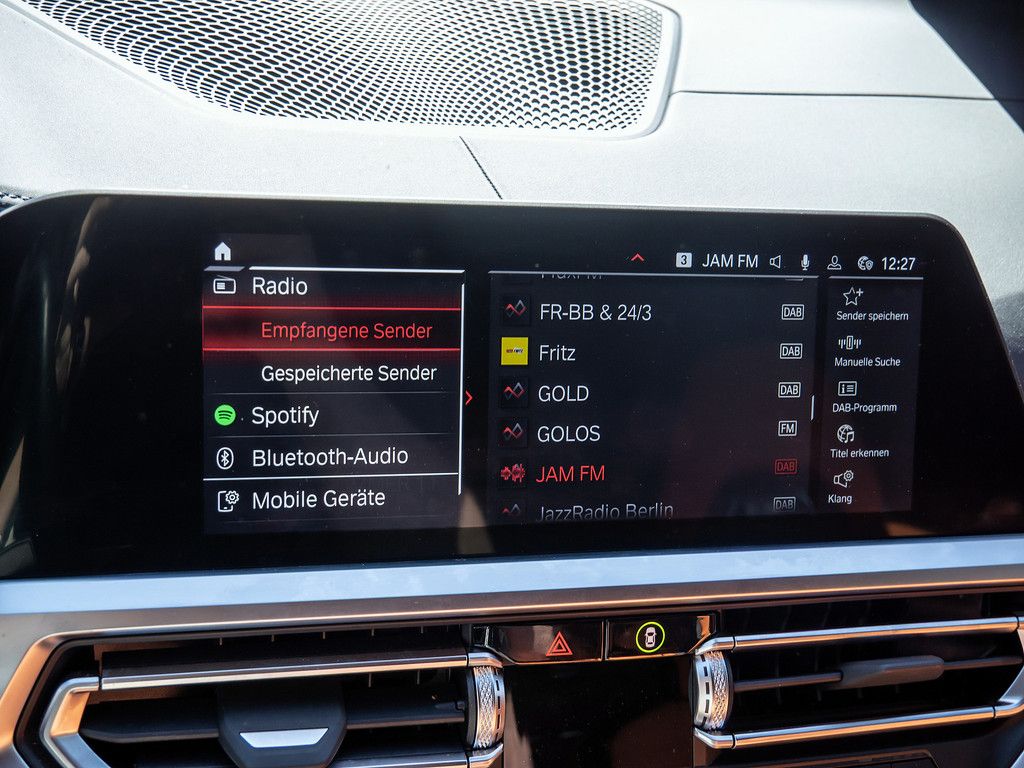 3 JAM FM 12:27
Radio
Empfangene Sender
Gespeicherte Sender
Spotify
Bluetooth-Audio
Mobile Geräte
FR-BB & 24/3 DAB
Fritz DAB
GOLD DAB
GOLOS FM
JAM FM DAB
JazzRadio Berlin DAB
Sender speichern
Manuelle Suche
DAB-Programm
Titel erkennen
Klang